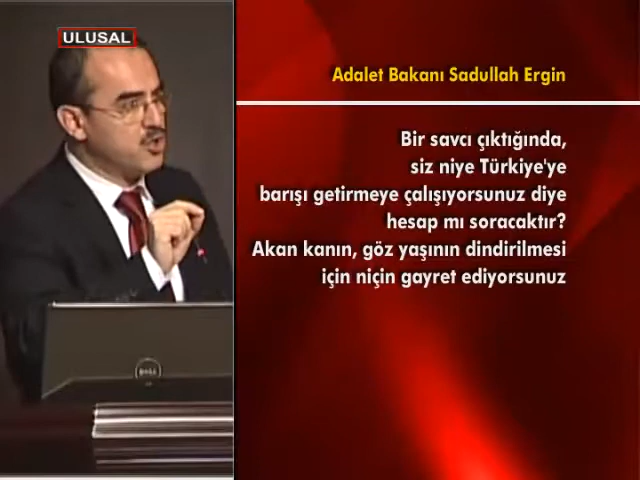 ULUSAL
Adalet Bakanı Sadullah Ergin
Bir savcı çıktığında,
siz niye Türkiye'ye
barışı getirmeye çalışıyorsunuz diye
hesap mı soracaktır?
Akan kanın, göz yaşının dindirilmesi
için niçin gayret ediyorsunuz
DELL